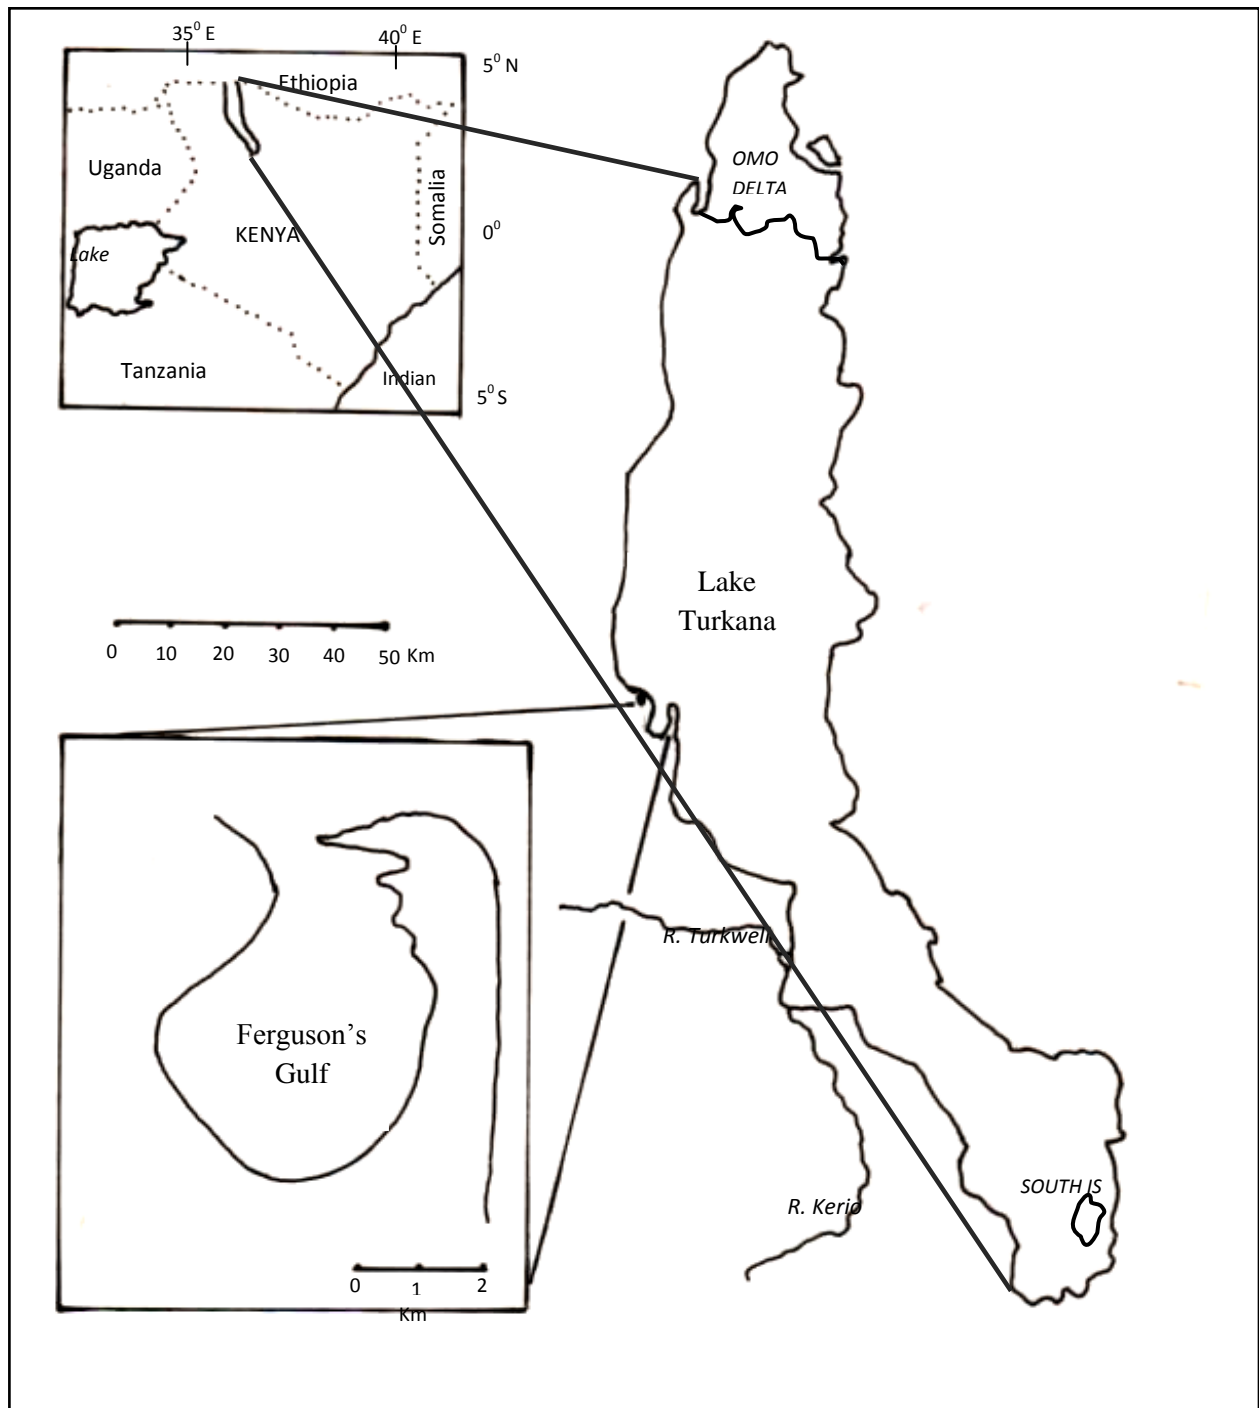 35⁰ E
40⁰ E
5⁰ N
Ethiopia
Uganda
Somalia
KENYA
0⁰
Lake
Tanzania
Indian
5⁰ S
OMO
DELTA
Lake
Turkana
0 10 20 30 40 50 Km
R. Turkwell
Ferguson’s
Gulf
R. Kerio
SOUTH IS
0 1 2
Km